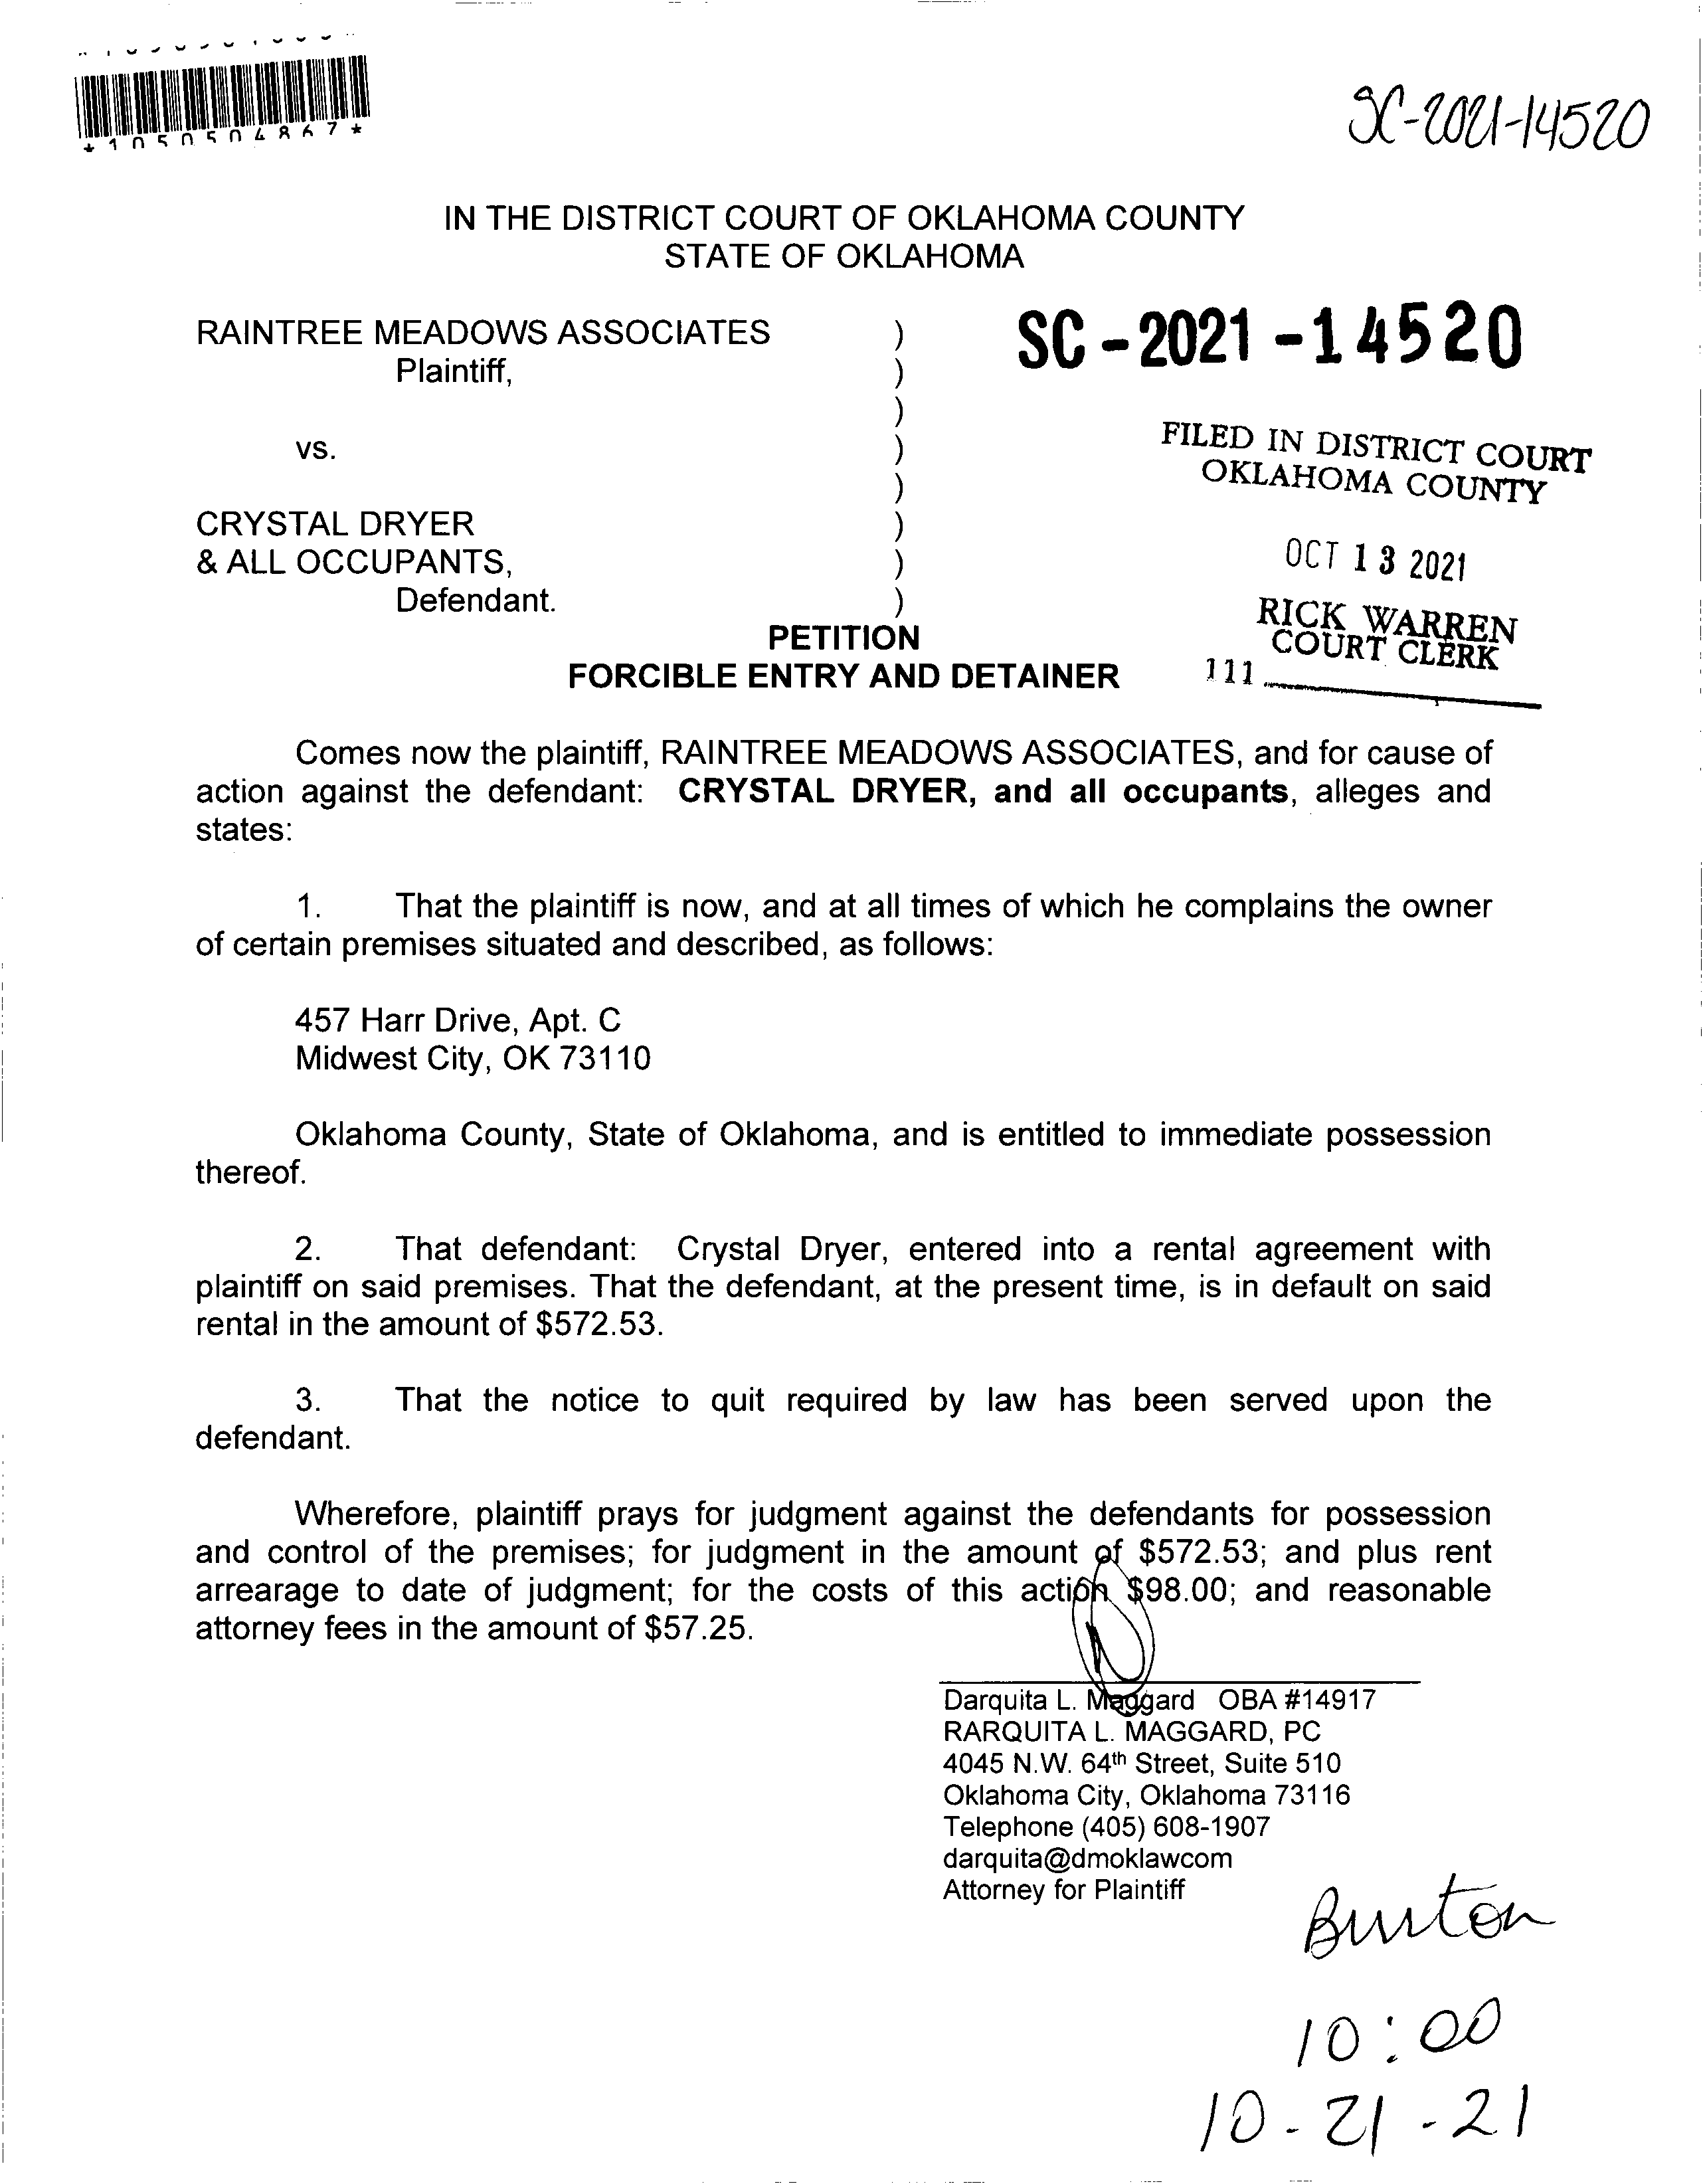 *1050504867*
SC-2021-14520
IN THE DISTRICT COURT OF OKLAHOMA COUNTY
STATE OF OKLAHOMA
RAINTREE MEADOWS ASSOCIATES )
Plaintiff, )
)
vs. )
)
CRYSTAL DRYER )
& ALL OCCUPANTS, )
Defendant. )
SC-2021-14520
FILED IN DISTRICT COURT
OKLAHOMA COUNTY
OCT 13 2021
RICK WARREN
COURT CLERK
111
PETITION
FORCIBLE ENTRY AND DETAINER
Comes now the plaintiff, RAINTREE MEADOWS ASSOCIATES, and for cause of
action against the defendant: CRYSTAL DRYER, and all occupants, alleges and
states:
1. That the plaintiff is now, and at all times of which he complains the owner
of certain premises situated and described, as follows:
457 Harr Drive, Apt. C
Midwest City, OK 73110
Oklahoma County, State of Oklahoma, and is entitled to immediate possession
thereof.
2. That defendant: Crystal Dryer, entered into a rental agreement with
plaintiff on said premises. That the defendant, at the present time, is in default on said
rental in the amount of $572.53.
3. That the notice to quit required by law has been served upon the
defendant.
Wherefore, plaintiff prays for judgment against the defendants for possession
and control of the premises; for judgment in the amount of $572.53; and plus rent
arrearage to date of judgment; for the costs of this action $98.00; and reasonable
attorney fees in the amount of $57.25.
Darquita L. Maggard OBA #14917
RARQUITA L. MAGGARD, PC
4045 N.W. 64th Street, Suite 510
Oklahoma City, Oklahoma 73116
Telephone (405) 608-1907
darquita@dmoklawcom
Attorney for Plaintiff
Burton
10:00
10-21-21